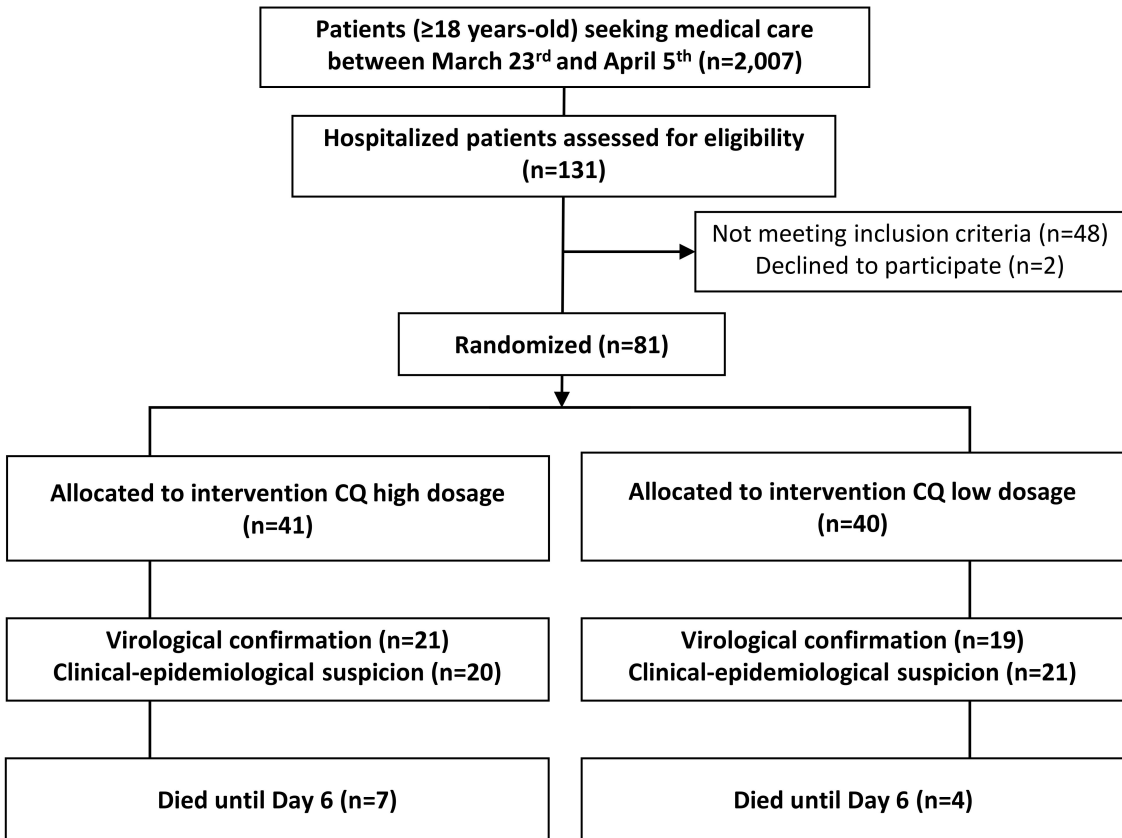 Patients (≥18 years-old) seeking medical care
between March 23rd and April 5th (n=2,007)
Hospitalized patients assessed for eligibility
(n=131)
Not meeting inclusion criteria (n=48)
Declined to participate (n=2)
Randomized (n=81)
Allocated to intervention CQ high dosage
(n=41)
Allocated to intervention CQ low dosage
(n=40)
Virological confirmation (n=21)
Clinical-epidemiological suspicion (n=20)
Virological confirmation (n=19)
Clinical-epidemiological suspicion (n=21)
Died until Day 6 (n=7)
Died until Day 6 (n=4)